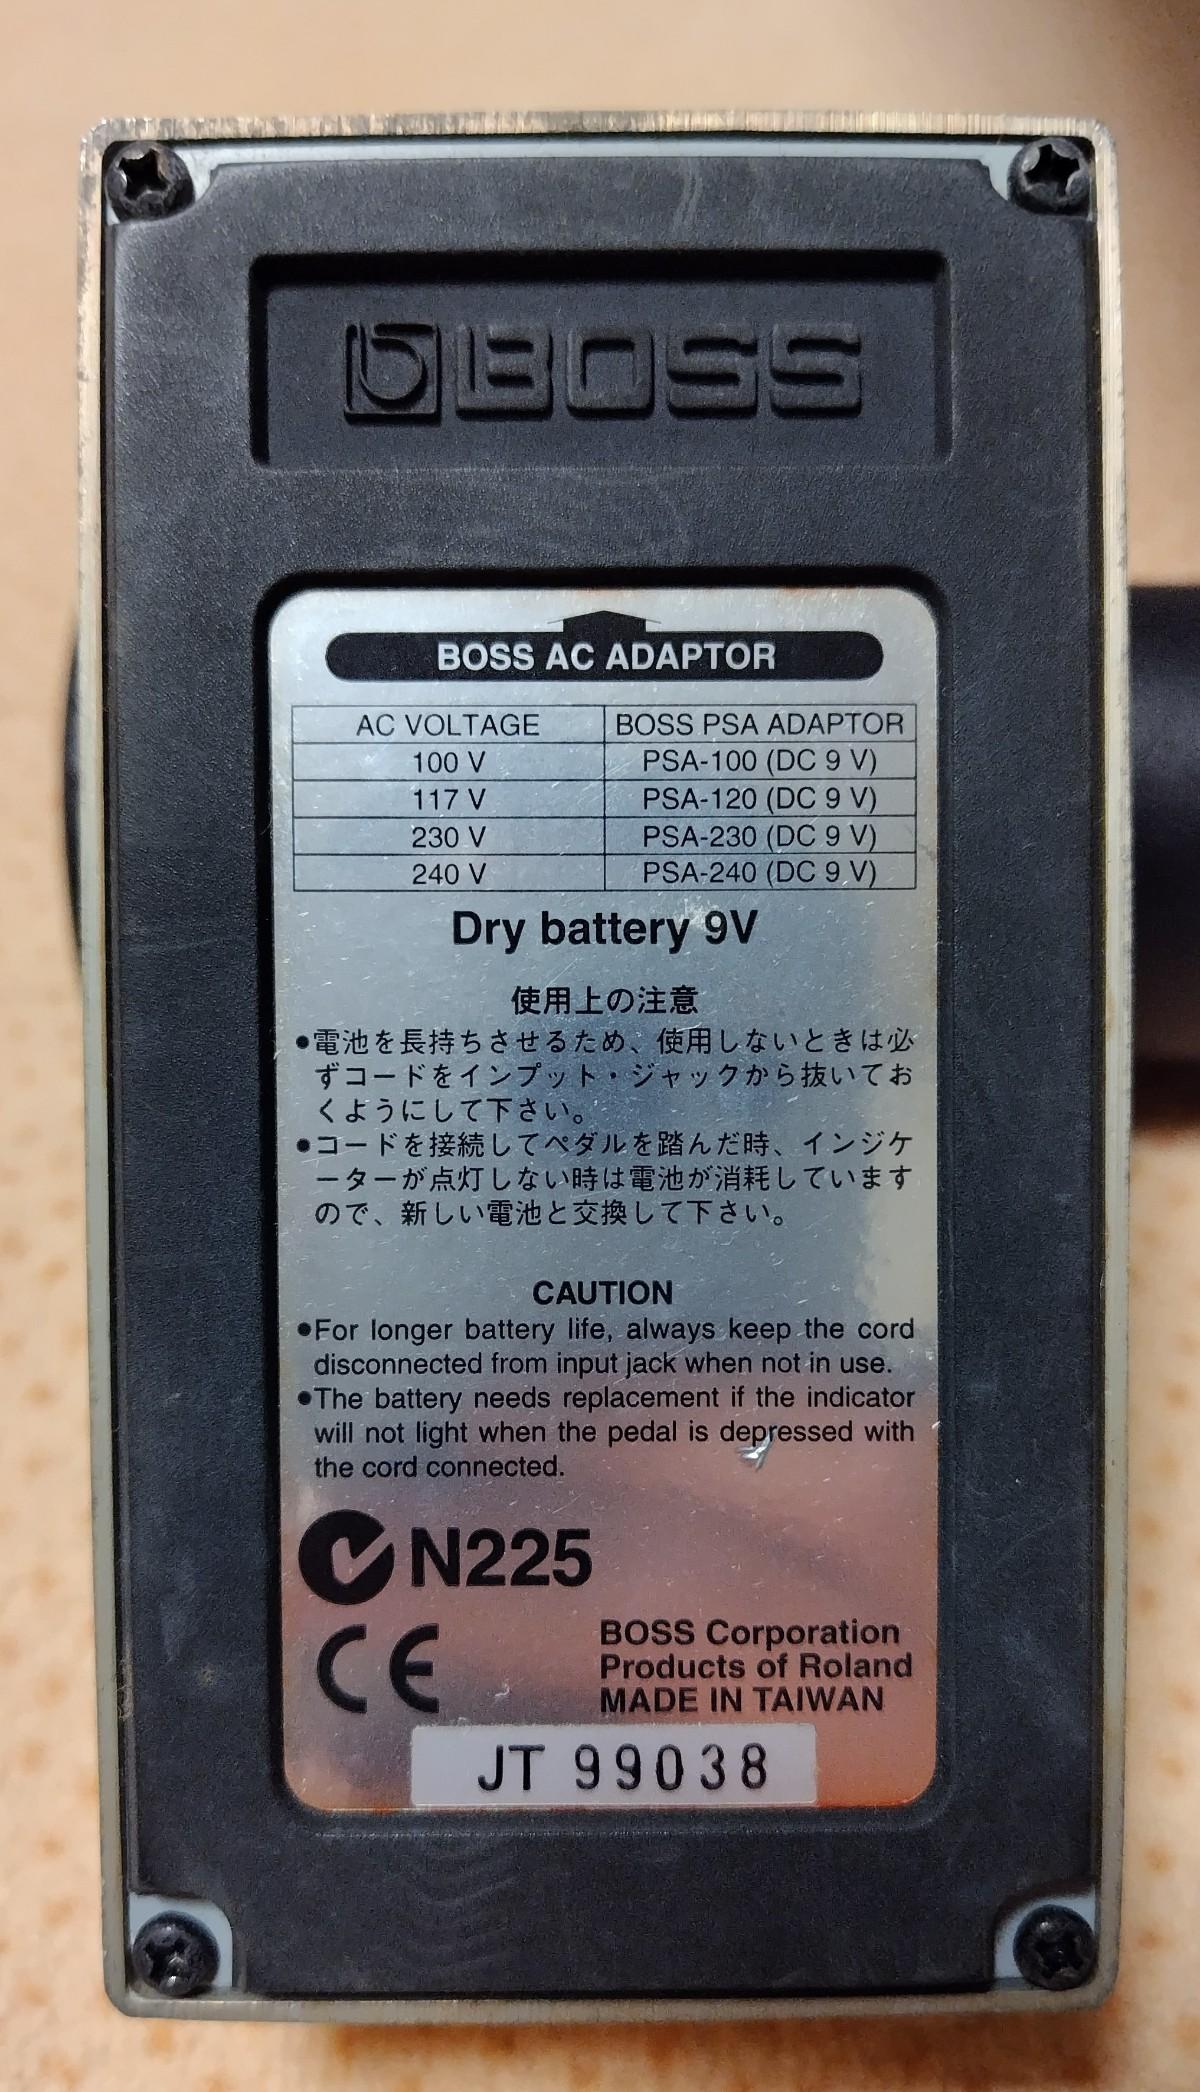 BOSS
BOSS AC ADAPTOR
AC VOLTAGE BOSS PSA ADAPTOR
100 V PSA-100 (DC 9 V)
117 V PSA-120 (DC 9 V)
230 V PSA-230 (DC 9 V)
240 V PSA-240 (DC 9 V)
Dry battery 9V
使用上の注意
●電池を長持ちさせるため、使用しないときは必
ずコードをインプット・ジャックから抜いてお
くようにして下さい。
●コードを接続してペダルを踏んだ時、インジケ
ーターが点灯しない時は電池が消耗しています
ので、新しい電池と交換して下さい。
CAUTION
●For longer battery life, always keep the cord
disconnected from input jack when not in use.
●The battery needs replacement if the indicator
will not light when the pedal is depressed with
the cord connected.
N225
CE
BOSS Corporation
Products of Roland
MADE IN TAIWAN
JT 99038